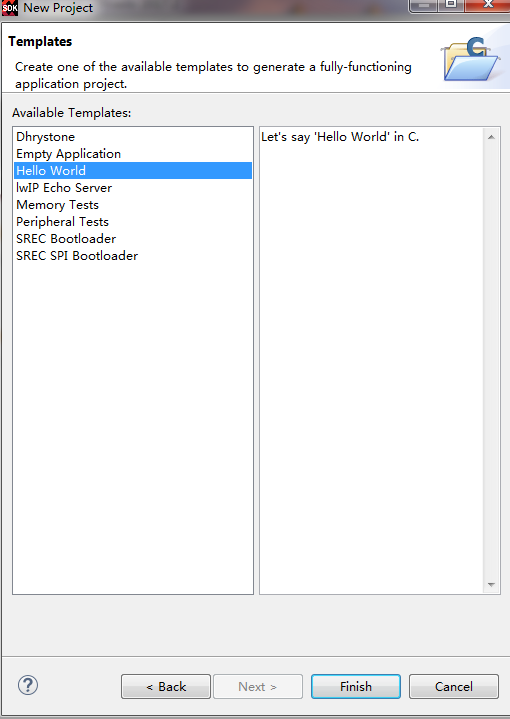 SDK New Project
Templates
Create one of the available templates to generate a fully-functioning
application project.
C
Available Templates:
Dhrystone
Empty Application
Hello World
lwIP Echo Server
Memory Tests
Peripheral Tests
SREC Bootloader
SREC SPI Bootloader
Let's say 'Hello World' in C.
?
< Back
Next >
Finish
Cancel